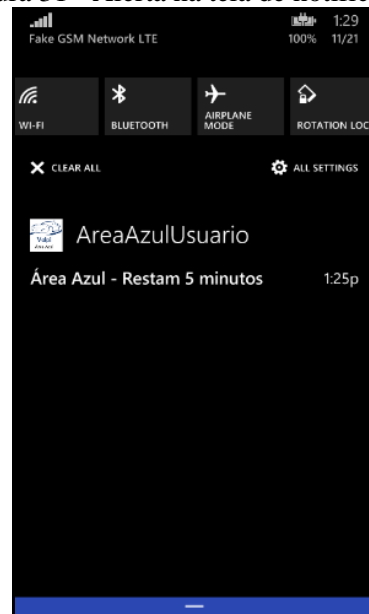 1:29
Fake GSM Network LTE 100% 11/21
WI-FI BLUETOOTH AIRPLANE MODE ROTATION LOC
CLEAR ALL ALL SETTINGS
AreaAzulUsuario
Área Azul - Restam 5 minutos 1:25p